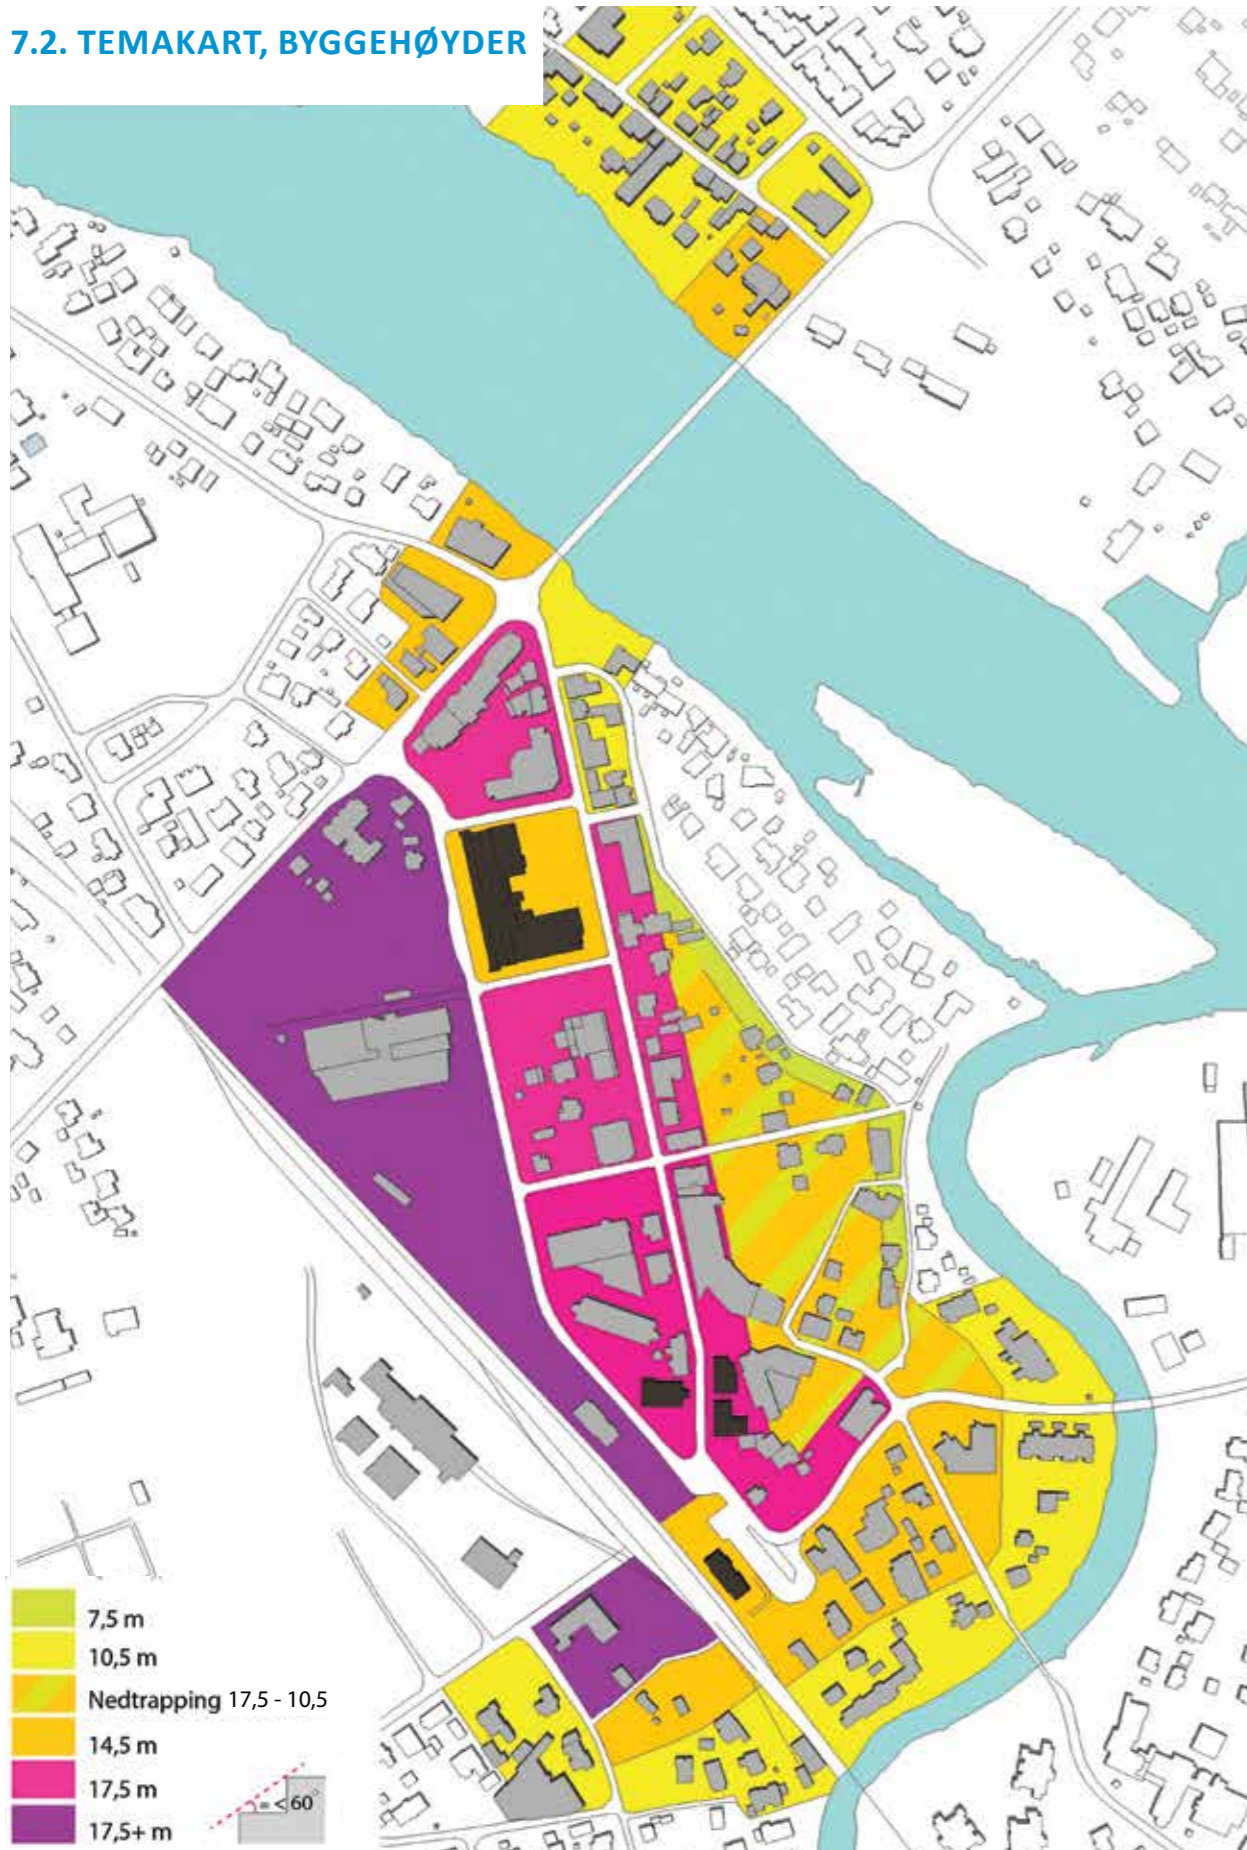 7.2. TEMAKART, BYGGEHØYDER
7,5 m
10,5 m
Nedtrapping 17,5 - 10,5
14,5 m
17,5 m
17,5+ m
= < 60°